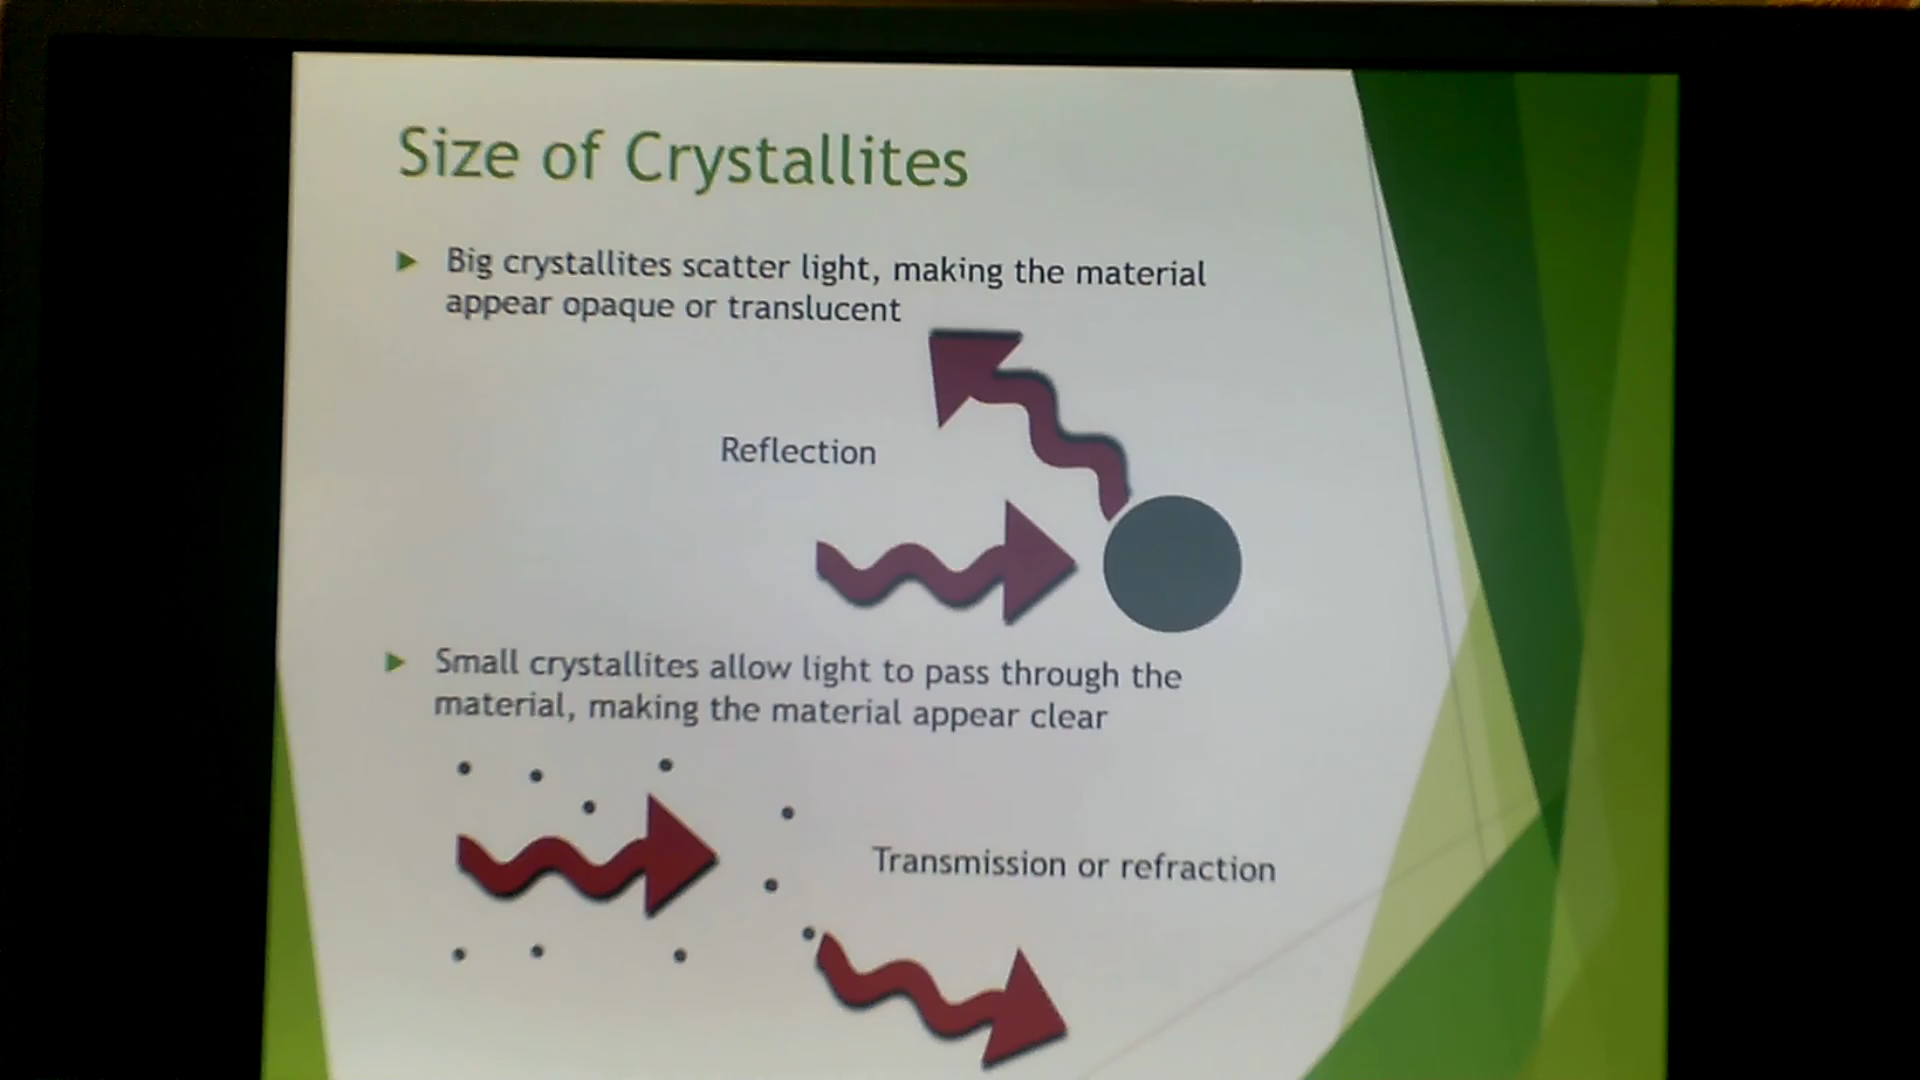 Size of Crystallites
Big crystallites scatter light, making the material
appear opaque or translucent
Reflection
Small crystallites allow light to pass through the
material, making the material appear clear
Transmission or refraction